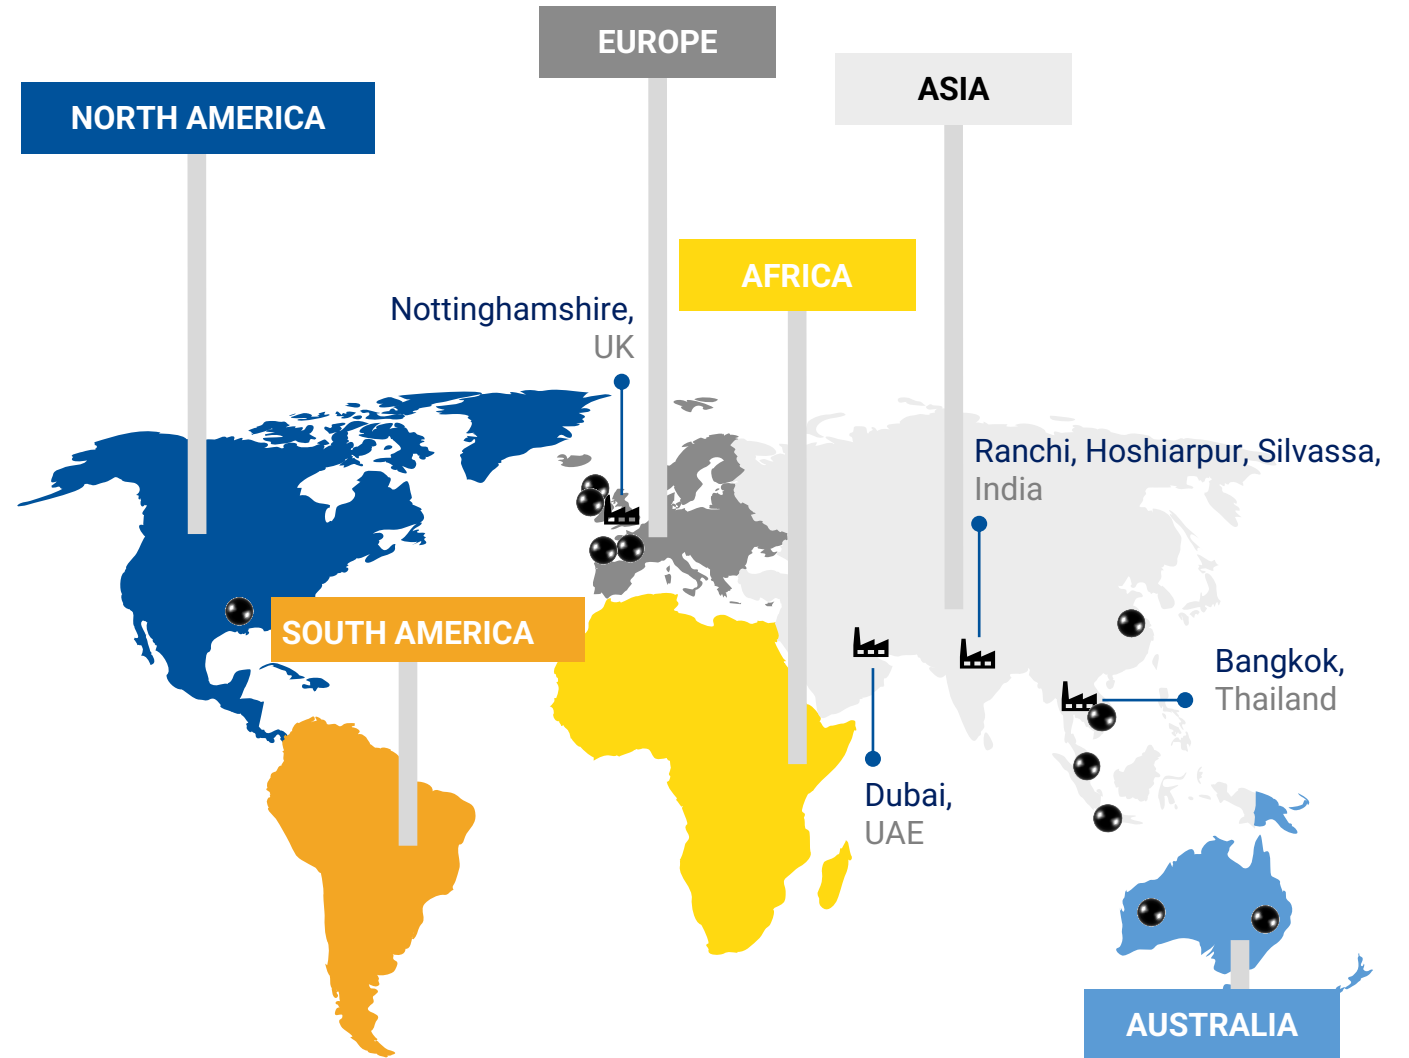 EUROPE
ASIA
NORTH AMERICA
AFRICA
Nottinghamshire,
UK
Ranchi, Hoshiarpur, Silvassa,
India
SOUTH AMERICA
Bangkok,
Thailand
Dubai,
UAE
AUSTRALIA